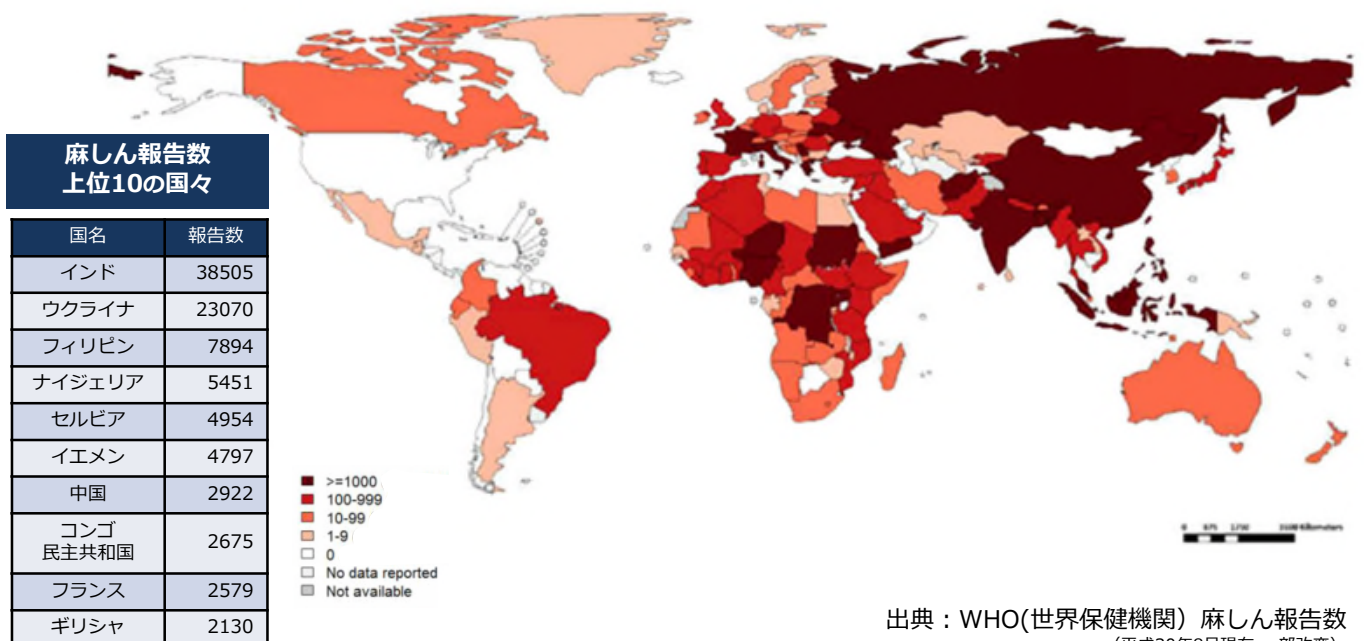 麻しん報告数
上位10の国々
国名 報告数
インド 38505
ウクライナ 23070
フィリピン 7894
ナイジェリア 5451
セルビア 4954
イエメン 4797
中国 2922
コンゴ
民主共和国 2675
フランス 2579
ギリシャ 2130
>=1000
100-999
10-99
1-9
0
No data reported
Not available
0 875 1750 Kilometers
出典：WHO(世界保健機関）麻しん報告数